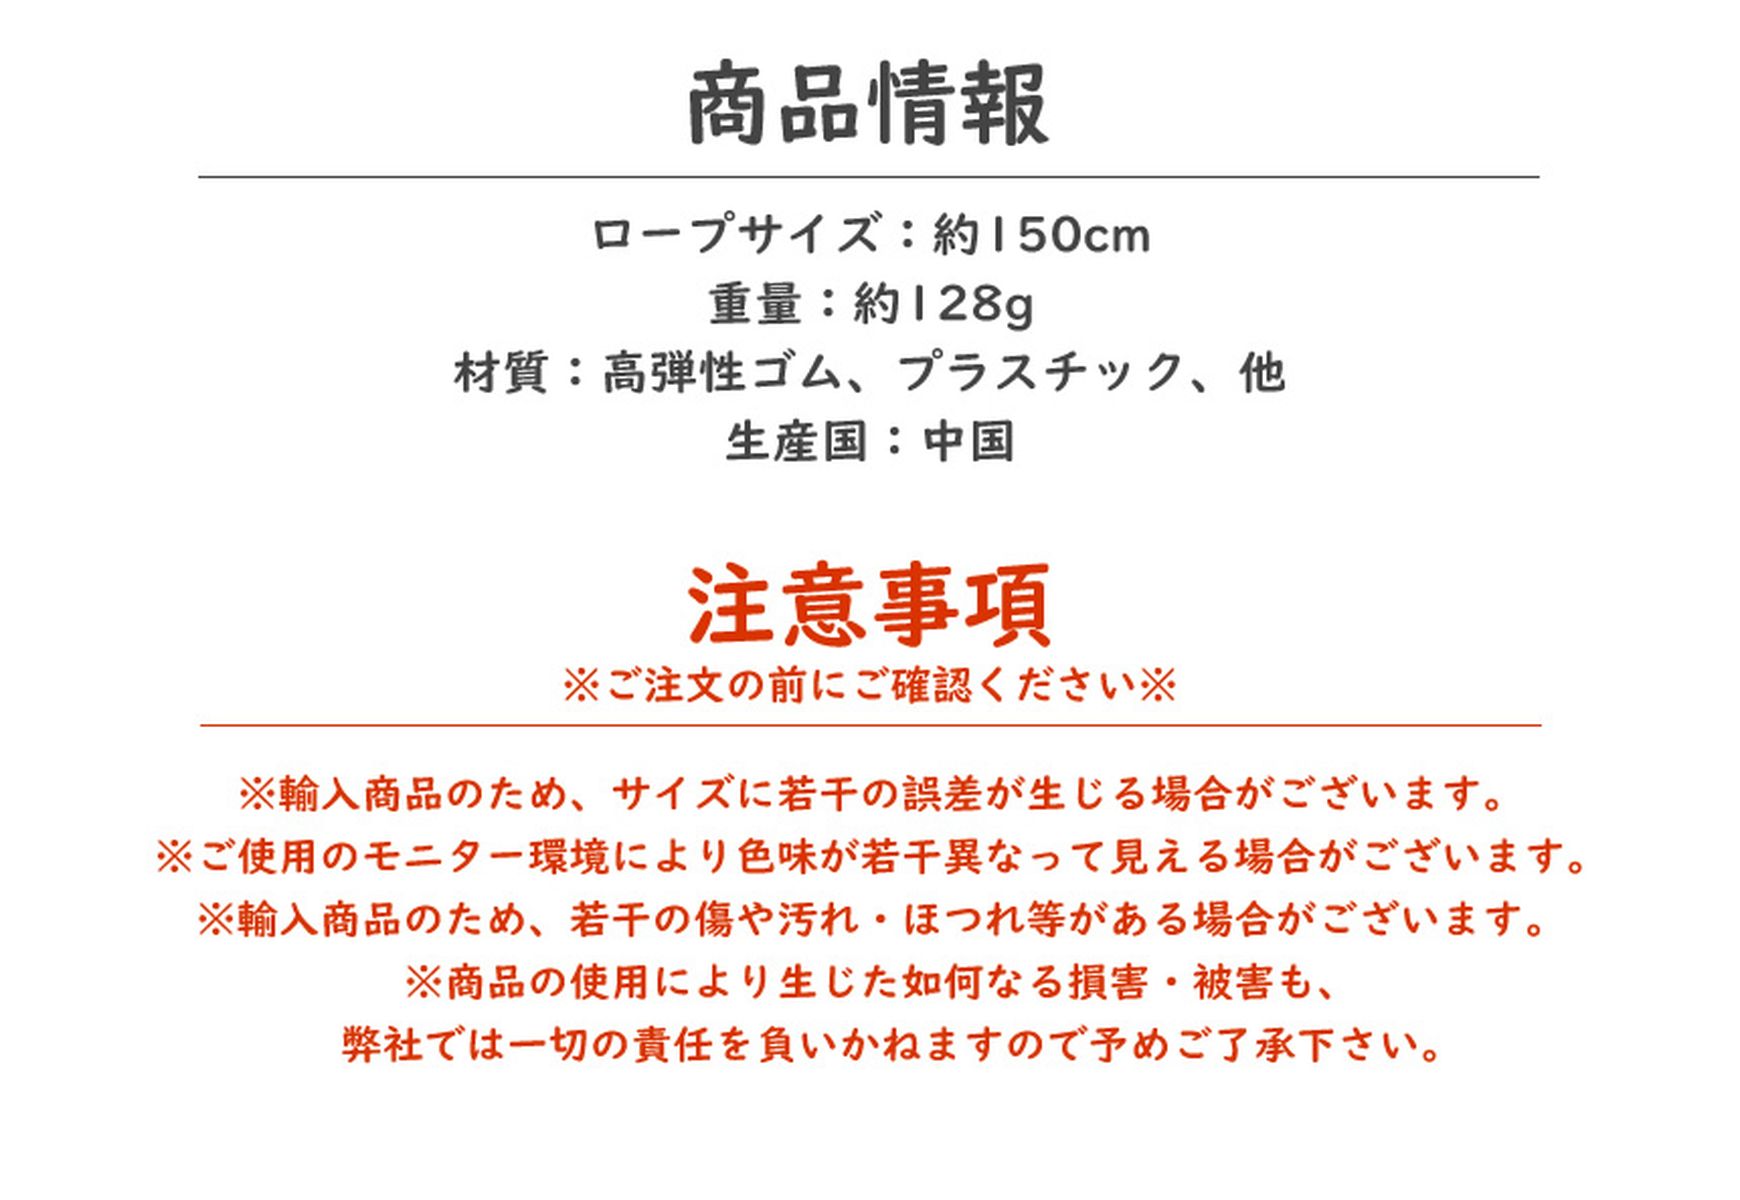 商品情報
ロープサイズ：約150cm
重量：約128g
材質：高弾性ゴム、プラスチック、他
生産国：中国
注意事項
※ご注文の前にご確認ください※
※輸入商品のため、サイズに若干の誤差が生じる場合がございます。
※ご使用のモニター環境により色味が若干異なって見える場合がございます。
※輸入商品のため、若干の傷や汚れ・ほつれ等がある場合がございます。
※商品の使用により生じた如何なる損害・被害も、
弊社では一切の責任を負いかねますので予めご了承下さい。